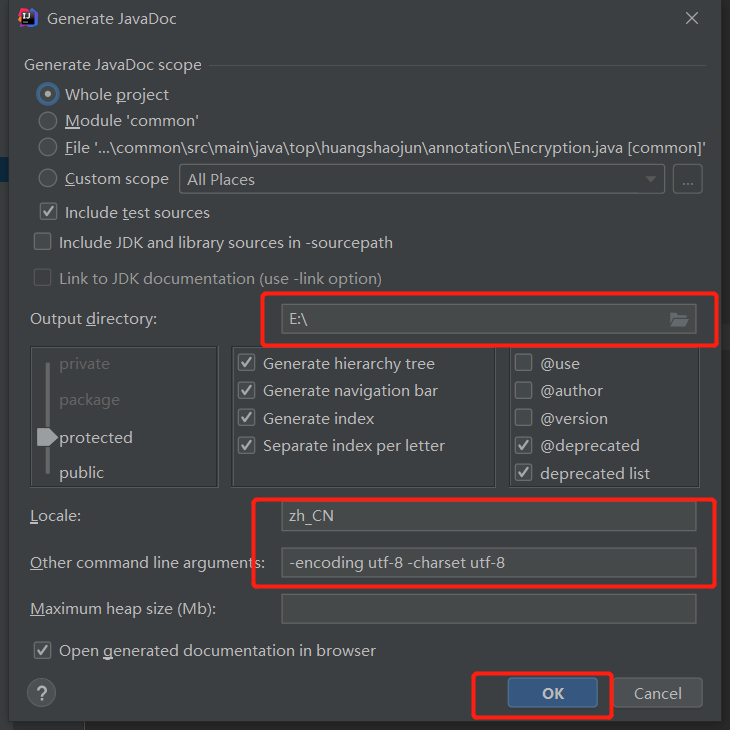 Generate JavaDoc
Generate JavaDoc scope
Whole project
Module 'common'
File '...\common\src\main\java\top\huangshaojun\annotation\Encryption.java [common]'
Custom scope All Places ...
Include test sources
Include JDK and library sources in -sourcepath
Link to JDK documentation (use -link option)
Output directory: E:\
private
package
protected
public
Generate hierarchy tree
Generate navigation bar
Generate index
Separate index per letter
@use
@author
@version
@deprecated
deprecated list
Locale: zh_CN
Other command line arguments: -encoding utf-8 -charset utf-8
Maximum heap size (Mb):
Open generated documentation in browser
? OK Cancel